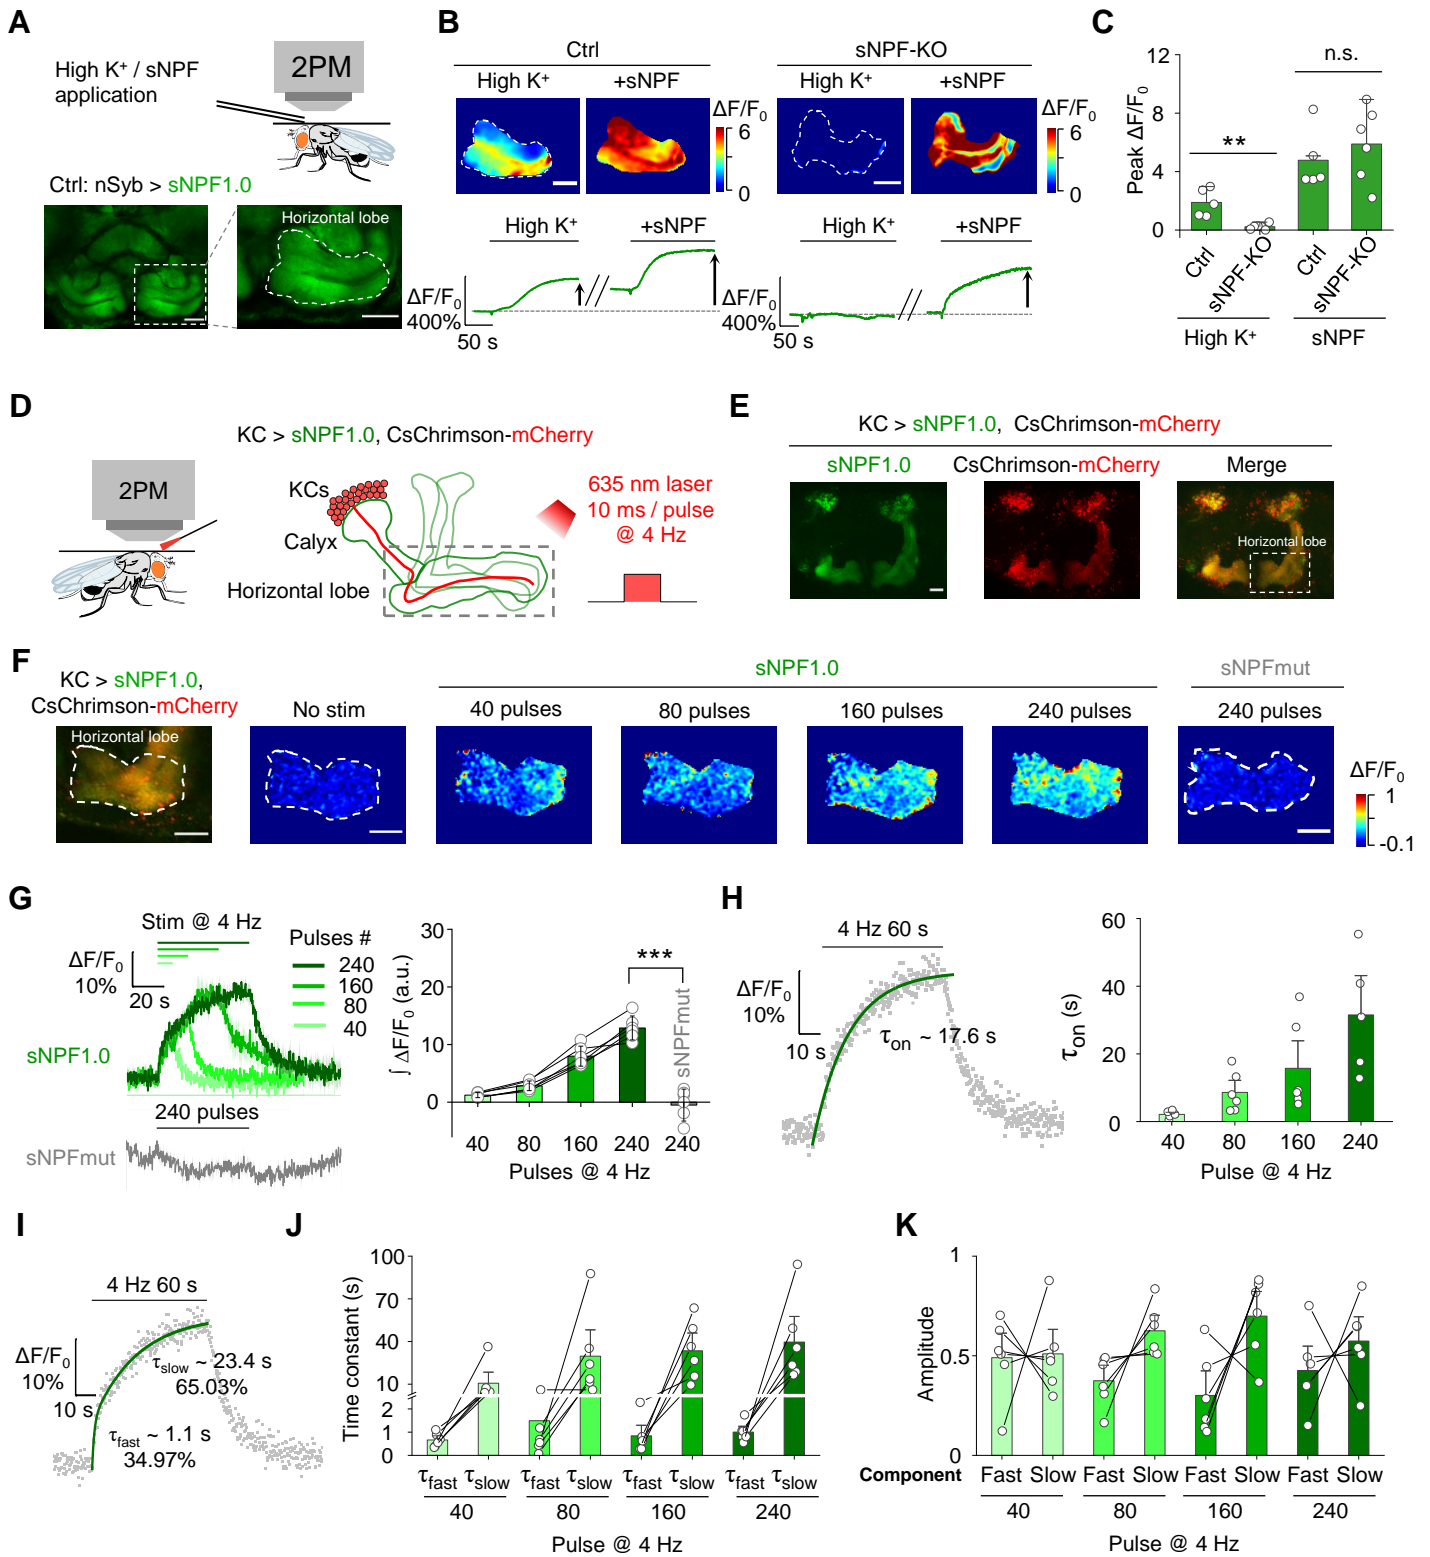 A
High K⁺ / sNPF
application
2PM
Ctrl: nSyb > sNPF1.0
Horizontal lobe
B
Ctrl
sNPF-KO
High K⁺
+sNPF
High K⁺
+sNPF
ΔF/F₀
6
0
ΔF/F₀
6
0
High K⁺
+sNPF
High K⁺
+sNPF
ΔF/F₀
400%
50 s
ΔF/F₀
400%
50 s
C
Peak ΔF/F₀
12
8
4
0
**
n.s.
Ctrl
sNPF-KO
Ctrl
sNPF-KO
High K⁺
sNPF
D
KC > sNPF1.0, CsChrimson-mCherry
2PM
KCs
Calyx
Horizontal lobe
635 nm laser
10 ms / pulse
@ 4 Hz
E
KC > sNPF1.0, CsChrimson-mCherry
sNPF1.0
CsChrimson-mCherry
Merge
Horizontal lobe
F
KC > sNPF1.0,
CsChrimson-mCherry
Horizontal lobe
No stim
sNPF1.0
40 pulses
80 pulses
160 pulses
240 pulses
sNPFmut
240 pulses
ΔF/F₀
1
-0.1
G
Stim @ 4 Hz
ΔF/F₀
10%
20 s
Pulses #
240
160
80
40
sNPF1.0
240 pulses
sNPFmut
∫ ΔF/F₀ (a.u.)
30
20
10
0
***
sNPFmut
40
80
160
240
240
Pulses @ 4 Hz
H
4 Hz 60 s
ΔF/F₀
10%
10 s
τon ~ 17.6 s
τon (s)
60
40
20
0
40
80
160
240
Pulse @ 4 Hz
I
4 Hz 60 s
ΔF/F₀
10%
10 s
τslow ~ 23.4 s
65.03%
τfast ~ 1.1 s
34.97%
J
Time constant (s)
100
70
40
10
2
1
0
τfast τslow τfast τslow τfast τslow τfast τslow
40
80
160
240
Pulse @ 4 Hz
K
Amplitude
1
0.5
0
Component Fast Slow Fast Slow Fast Slow Fast Slow
40
80
160
240
Pulse @ 4 Hz